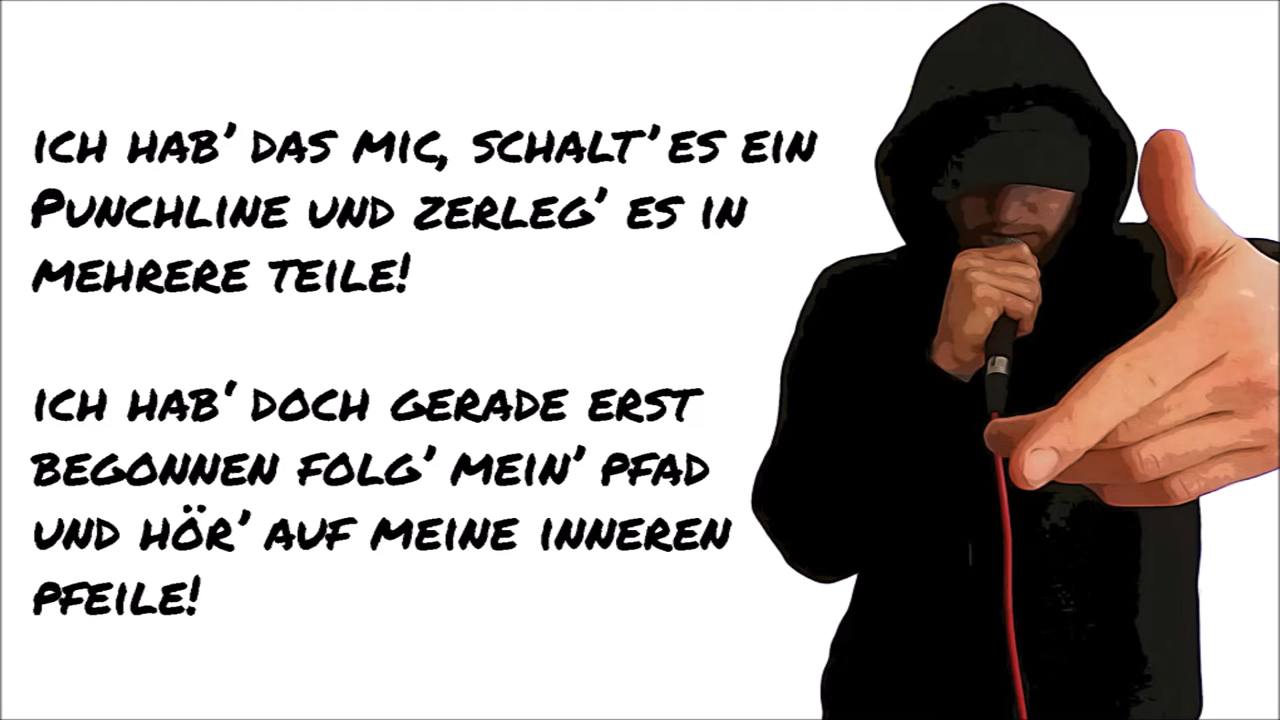 ICH HAB' DAS MIC, SCHALT' ES EIN
PUNCHLINE UND ZERLEG' ES IN
MEHRERE TEILE!
ICH HAB' DOCH GERADE ERST
BEGONNEN FOLG' MEIN' PFAD
UND HÖR' AUF MEINE INNEREN
PFEILE!